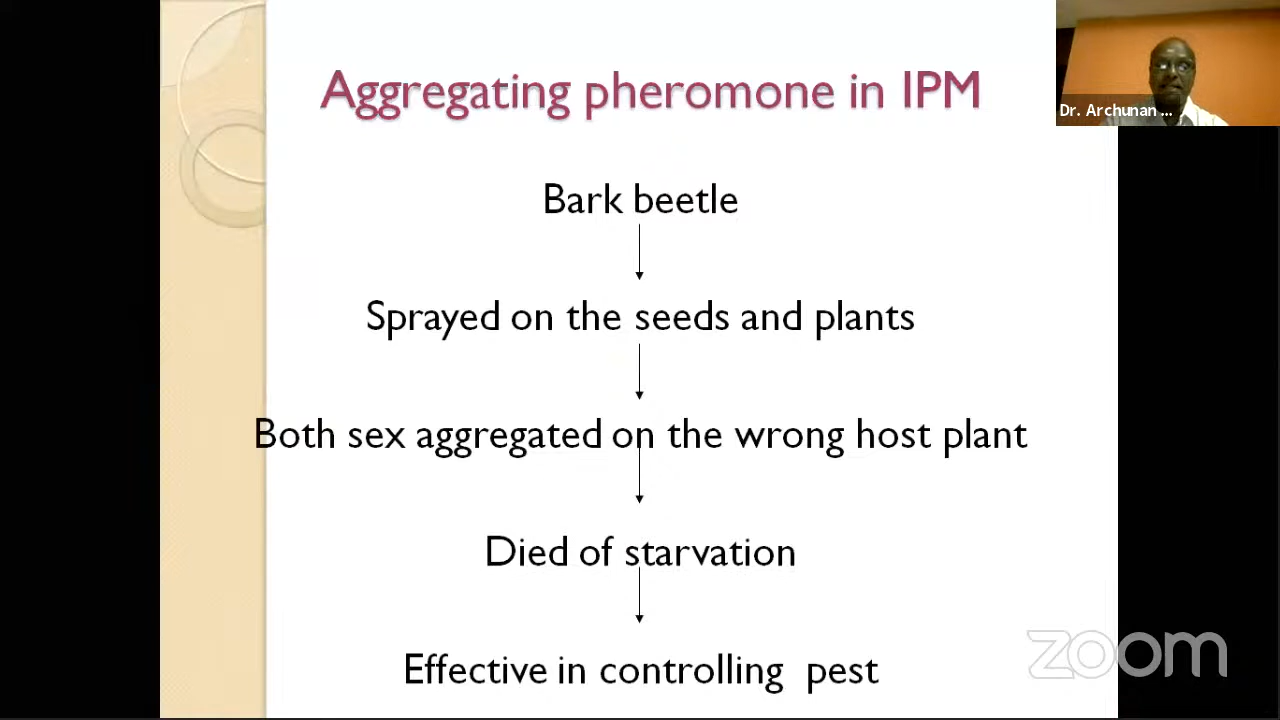 Aggregating pheromone in IPM
Dr. Archunan ...
Bark beetle
Sprayed on the seeds and plants
Both sex aggregated on the wrong host plant
Died of starvation
Effective in controlling pest
zoom